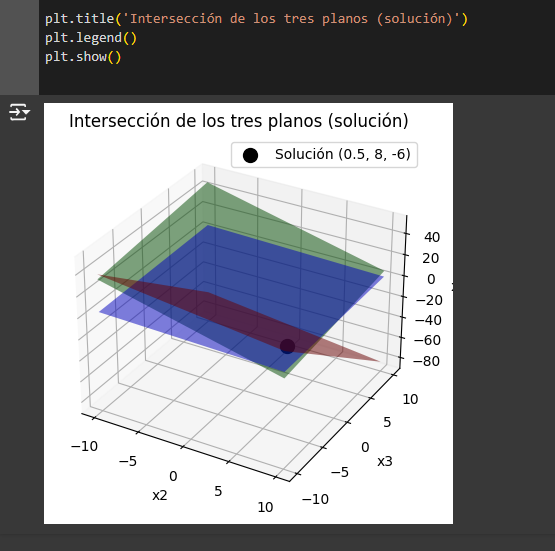 plt.title('Intersección de los tres planos (solución)')
plt.legend()
plt.show()
Intersección de los tres planos (solución)
Solución (0.5, 8, -6)
40
20
0
−20
−40
−60
−80
10
5
0
−5
−10
x3
−10
−5
0
5
10
x2